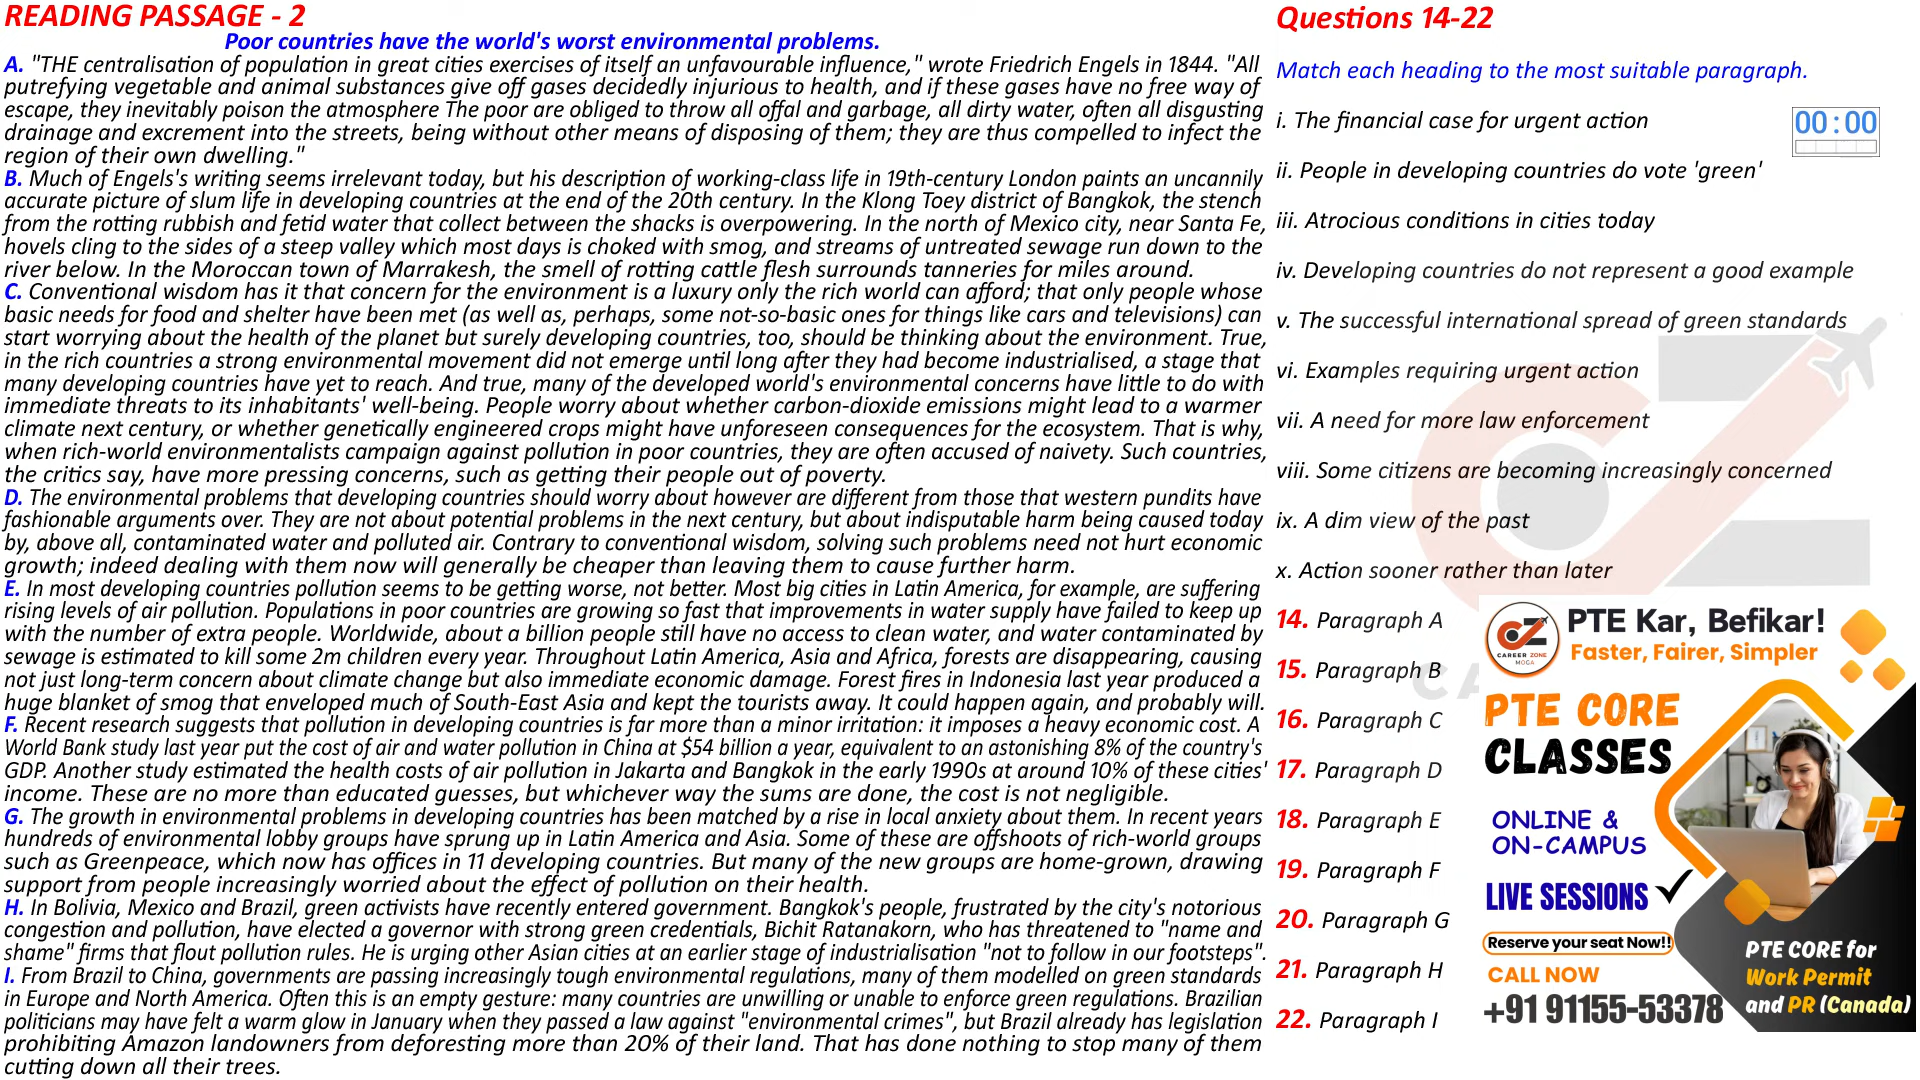 READING PASSAGE - 2
Poor countries have the world's worst environmental problems.
A. "THE centralisation of population in great cities exercises of itself an unfavourable influence," wrote Friedrich Engels in 1844. "All
putrefying vegetable and animal substances give off gases decidedly injurious to health, and if these gases have no free way of
escape, they inevitably poison the atmosphere The poor are obliged to throw all offal and garbage, all dirty water, often all disgusting
drainage and excrement into the streets, being without other means of disposing of them; they are thus compelled to infect the
region of their own dwelling."
B. Much of Engels's writing seems irrelevant today, but his description of working-class life in 19th-century London paints an uncannily
accurate picture of slum life in developing countries at the end of the 20th century. In the Klong Toey district of Bangkok, the stench
from the rotting rubbish and fetid water that collect between the shacks is overpowering. In the north of Mexico city, near Santa Fe,
hovels cling to the sides of a steep valley which most days is choked with smog, and streams of untreated sewage run down to the
river below. In the Moroccan town of Marrakesh, the smell of rotting cattle flesh surrounds tanneries for miles around.
C. Conventional wisdom has it that concern for the environment is a luxury only the rich world can afford; that only people whose
basic needs for food and shelter have been met (as well as, perhaps, some not-so-basic ones for things like cars and televisions) can
start worrying about the health of the planet but surely developing countries, too, should be thinking about the environment. True,
in the rich countries a strong environmental movement did not emerge until long after they had become industrialised, a stage that
many developing countries have yet to reach. And true, many of the developed world's environmental concerns have little to do with
immediate threats to its inhabitants' well-being. People worry about whether carbon-dioxide emissions might lead to a warmer
climate next century, or whether genetically engineered crops might have unforeseen consequences for the ecosystem. That is why,
when rich-world environmentalists campaign against pollution in poor countries, they are often accused of naivety. Such countries,
the critics say, have more pressing concerns, such as getting their people out of poverty.
D. The environmental problems that developing countries should worry about however are different from those that western pundits have
fashionable arguments over. They are not about potential problems in the next century, but about indisputable harm being caused today
by, above all, contaminated water and polluted air. Contrary to conventional wisdom, solving such problems need not hurt economic
growth; indeed dealing with them now will generally be cheaper than leaving them to cause further harm.
E. In most developing countries pollution seems to be getting worse, not better. Most big cities in Latin America, for example, are suffering
rising levels of air pollution. Populations in poor countries are growing so fast that improvements in water supply have failed to keep up
with the number of extra people. Worldwide, about a billion people still have no access to clean water, and water contaminated by
sewage is estimated to kill some 2m children every year. Throughout Latin America, Asia and Africa, forests are disappearing, causing
not just long-term concern about climate change but also immediate economic damage. Forest fires in Indonesia last year produced a
huge blanket of smog that enveloped much of South-East Asia and kept the tourists away. It could happen again, and probably will.
F. Recent research suggests that pollution in developing countries is far more than a minor irritation: it imposes a heavy economic cost. A
World Bank study last year put the cost of air and water pollution in China at $54 billion a year, equivalent to an astonishing 8% of the country's
GDP. Another study estimated the health costs of air pollution in Jakarta and Bangkok in the early 1990s at around 10% of these cities'
income. These are no more than educated guesses, but whichever way the sums are done, the cost is not negligible.
G. The growth in environmental problems in developing countries has been matched by a rise in local anxiety about them. In recent years
hundreds of environmental lobby groups have sprung up in Latin America and Asia. Some of these are offshoots of rich-world groups
such as Greenpeace, which now has offices in 11 developing countries. But many of the new groups are home-grown, drawing
support from people increasingly worried about the effect of pollution on their health.
H. In Bolivia, Mexico and Brazil, green activists have recently entered government. Bangkok's people, frustrated by the city's notorious
congestion and pollution, have elected a governor with strong green credentials, Bichit Ratanakorn, who has threatened to "name and
shame" firms that flout pollution rules. He is urging other Asian cities at an earlier stage of industrialisation "not to follow in our footsteps".
I. From Brazil to China, governments are passing increasingly tough environmental regulations, many of them modelled on green standards
in Europe and North America. Often this is an empty gesture: many countries are unwilling or unable to enforce green regulations. Brazilian
politicians may have felt a warm glow in January when they passed a law against "environmental crimes", but Brazil already has legislation
prohibiting Amazon landowners from deforesting more than 20% of their land. That has done nothing to stop many of them
cutting down all their trees.
Questions 14-22
Match each heading to the most suitable paragraph.
i. The financial case for urgent action
00:00
ii. People in developing countries do vote 'green'
iii. Atrocious conditions in cities today
iv. Developing countries do not represent a good example
v. The successful international spread of green standards
vi. Examples requiring urgent action
vii. A need for more law enforcement
viii. Some citizens are becoming increasingly concerned
ix. A dim view of the past
x. Action sooner rather than later
14. Paragraph A
15. Paragraph B
16. Paragraph C
17. Paragraph D
18. Paragraph E
19. Paragraph F
20. Paragraph G
21. Paragraph H
22. Paragraph I
CAREER ZONE
MOGA
PTE Kar, Befikar!
Faster, Fairer, Simpler
PTE CORE
CLASSES
ONLINE &
ON-CAMPUS
LIVE SESSIONS
Reserve your seat Now!!
CALL NOW
+91 91155-53378
PTE CORE for
Work Permit
and PR (Canada)